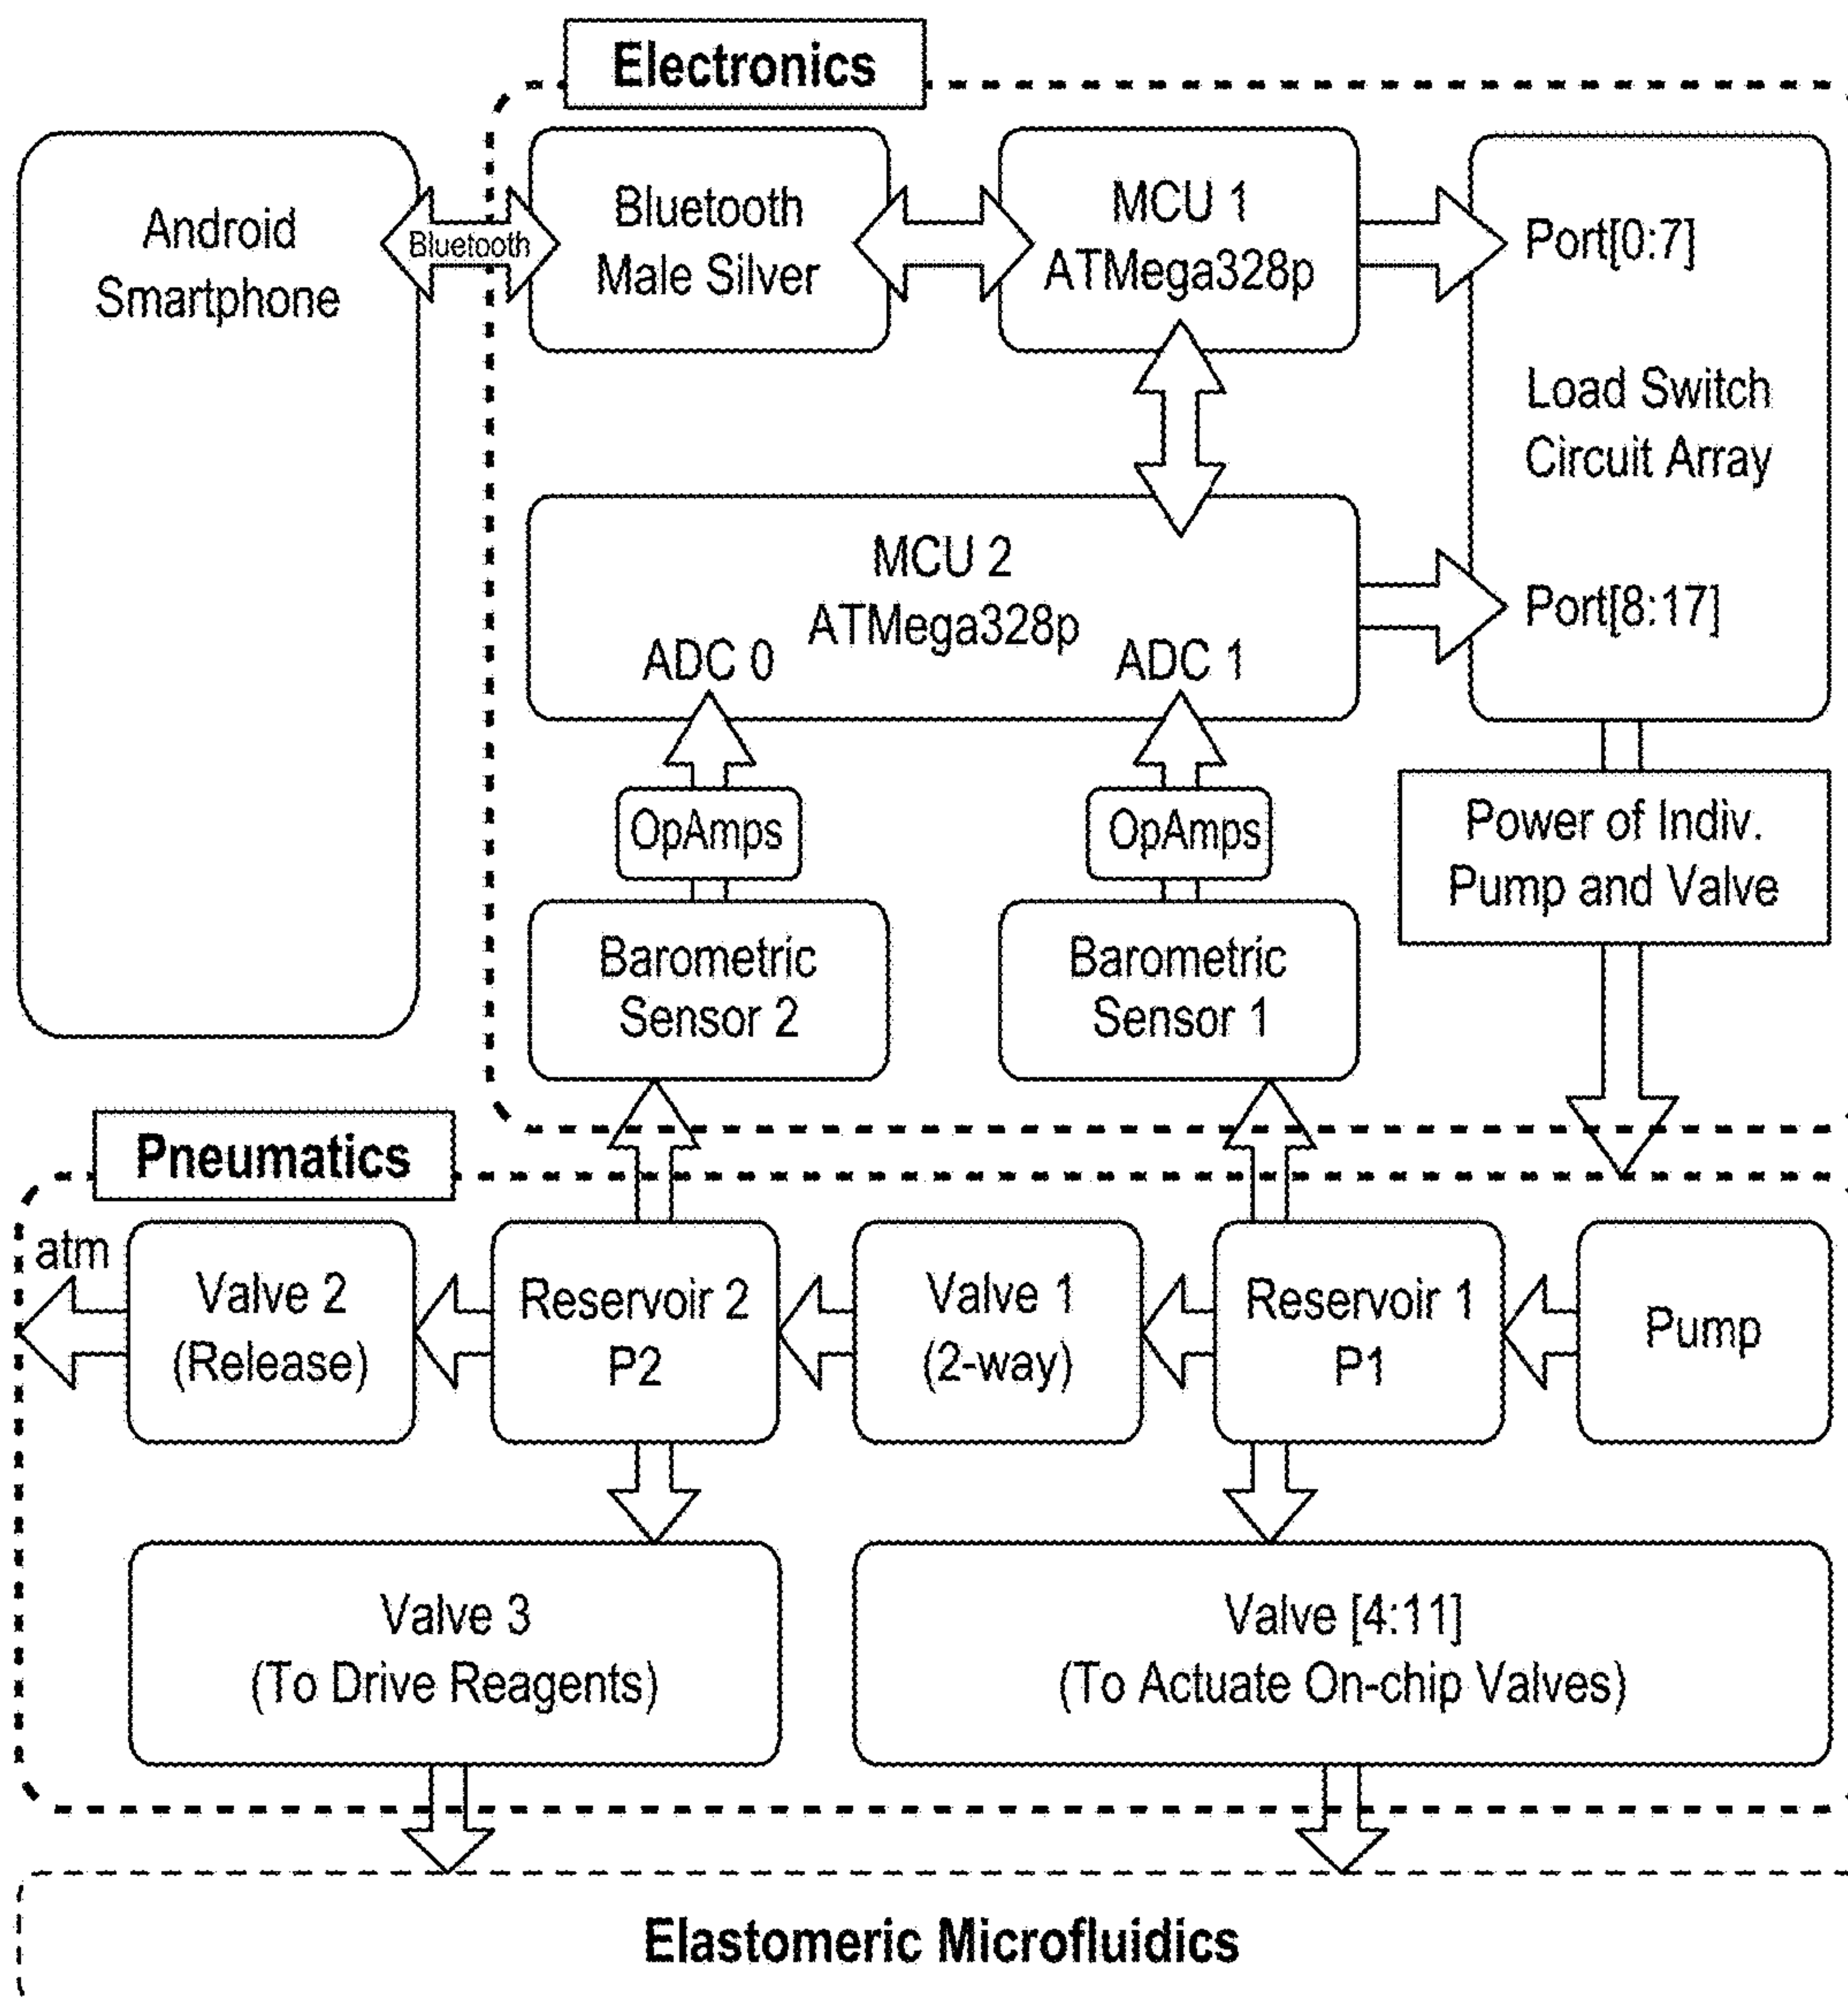 Electronics
Android
Smartphone
Bluetooth
Bluetooth
Male Silver
MCU 1
ATMega328p
Port[0:7]
Load Switch
Circuit Array
MCU 2
ATMega328p
ADC 0
ADC 1
Port[8:17]
OpAmps
OpAmps
Power of Indiv.
Pump and Valve
Barometric
Sensor 2
Barometric
Sensor 1
Pneumatics
atm
Valve 2
(Release)
Reservoir 2
P2
Valve 1
(2-way)
Reservoir 1
P1
Pump
Valve 3
(To Drive Reagents)
Valve [4:11]
(To Actuate On-chip Valves)
Elastomeric Microfluidics